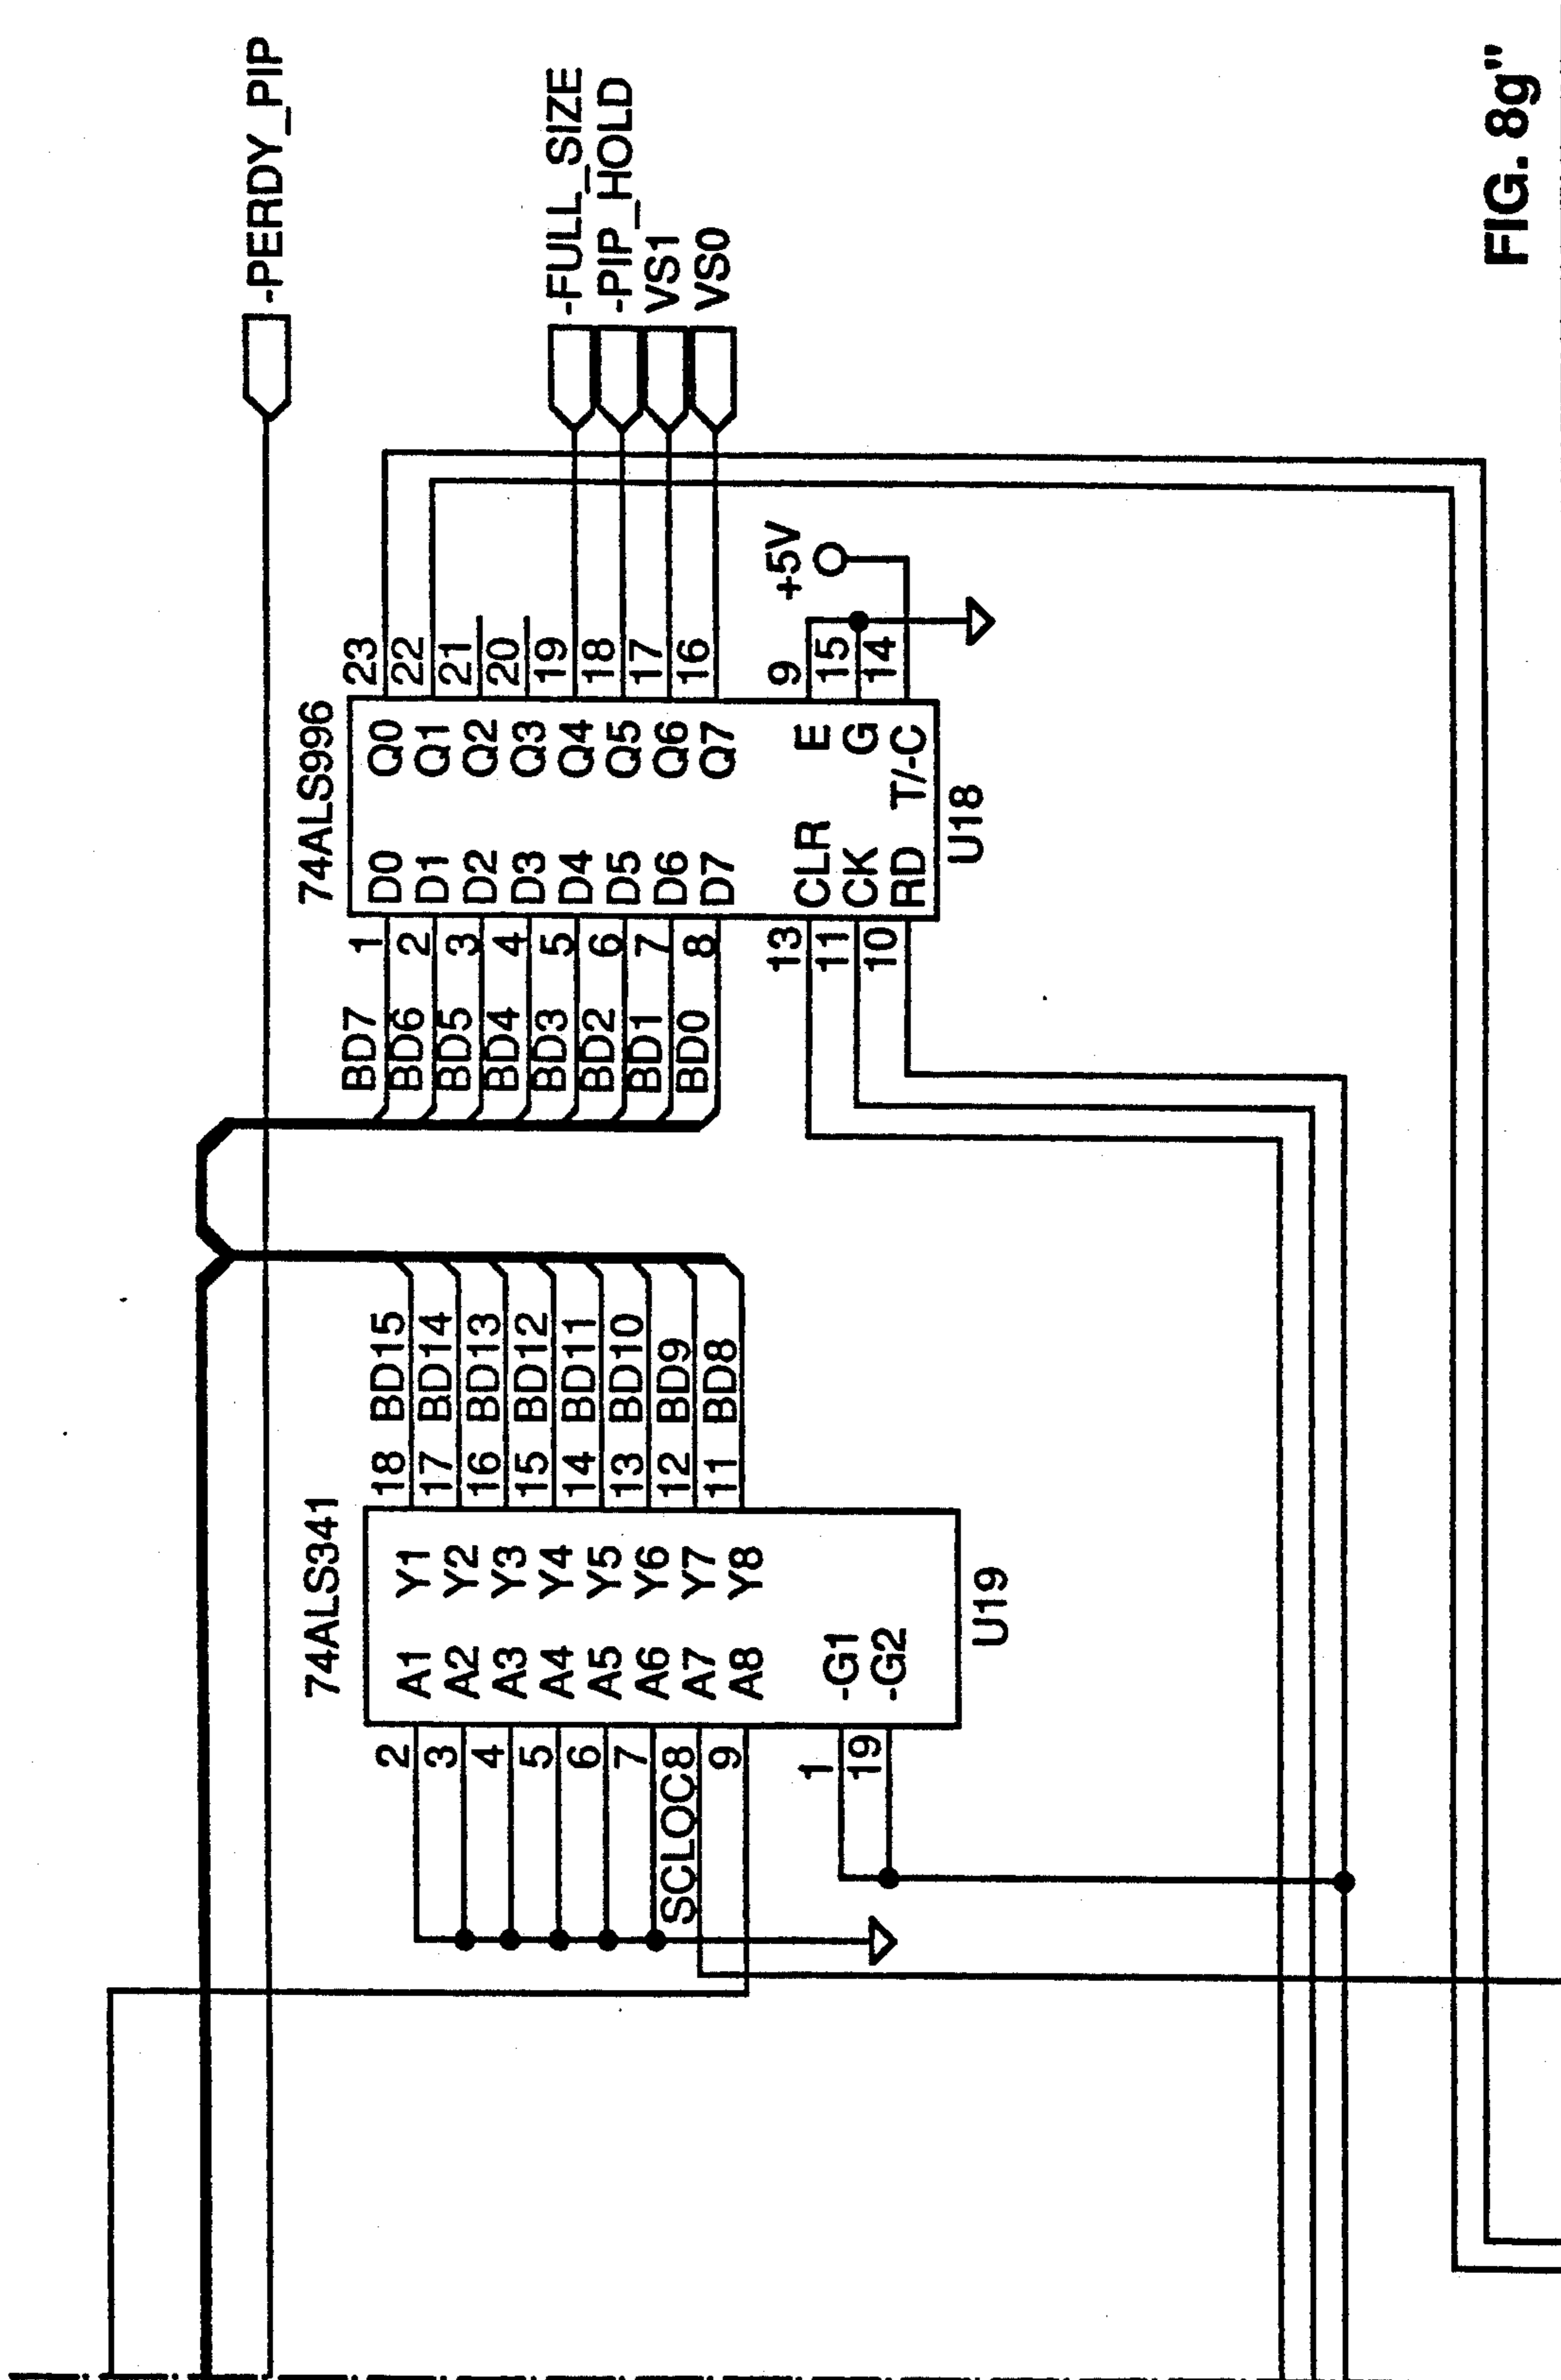 -PERDY_PIP
74ALS341
2 A1 Y1 18 BD15
3 A2 Y2 17 BD14
4 A3 Y3 16 BD13
5 A4 Y4 15 BD12
6 A5 Y5 14 BD11
7 A6 Y6 13 BD10
SCLOC8 A7 Y7 12 BD9
9 A8 Y8 11 BD8
1 -G1
19 -G2
U19
74ALS996
BD7 1 D0 Q0 23
BD6 2 D1 Q1 22
BD5 3 D2 Q2 21
BD4 4 D3 Q3 20
BD3 5 D4 Q4 19 -FULL_SIZE
BD2 6 D5 Q5 18 -PIP_HOLD
BD1 7 D6 Q6 17 VS1
BD0 8 D7 Q7 16 VS0
13 CLR E 9 +5V
11 CK G 15
10 RD T/-C 14
U18
FIG. 8g"